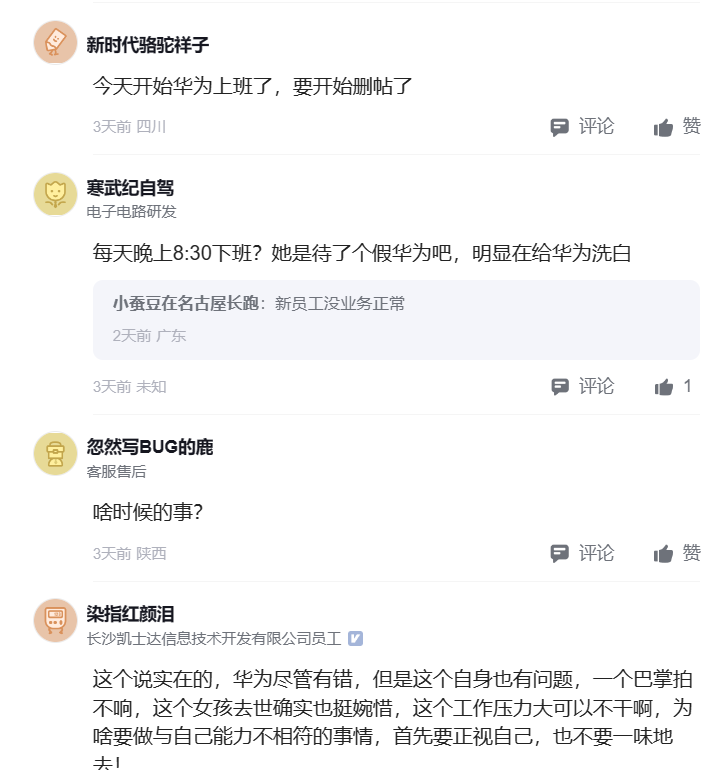 新时代骆驼祥子
今天开始华为上班了，要开始删帖了
3天前 四川
评论 赞
寒武纪自驾
电子电路研发
每天晚上8:30下班？她是待了个假华为吧，明显在给华为洗白
小蚕豆在名古屋长跑：新员工没业务正常
2天前 广东
3天前 未知
评论 1
忽然写BUG的鹿
客服售后
啥时候的事？
3天前 陕西
评论 赞
染指红颜泪
长沙凯士达信息技术开发有限公司员工
这个说实在的，华为尽管有错，但是这个自身也有问题，一个巴掌拍
不响，这个女孩去世确实也挺婉惜，这个工作压力大可以不干啊，为
啥要做与自己能力不相符的事情，首先要正视自己，也不要一味地
去！